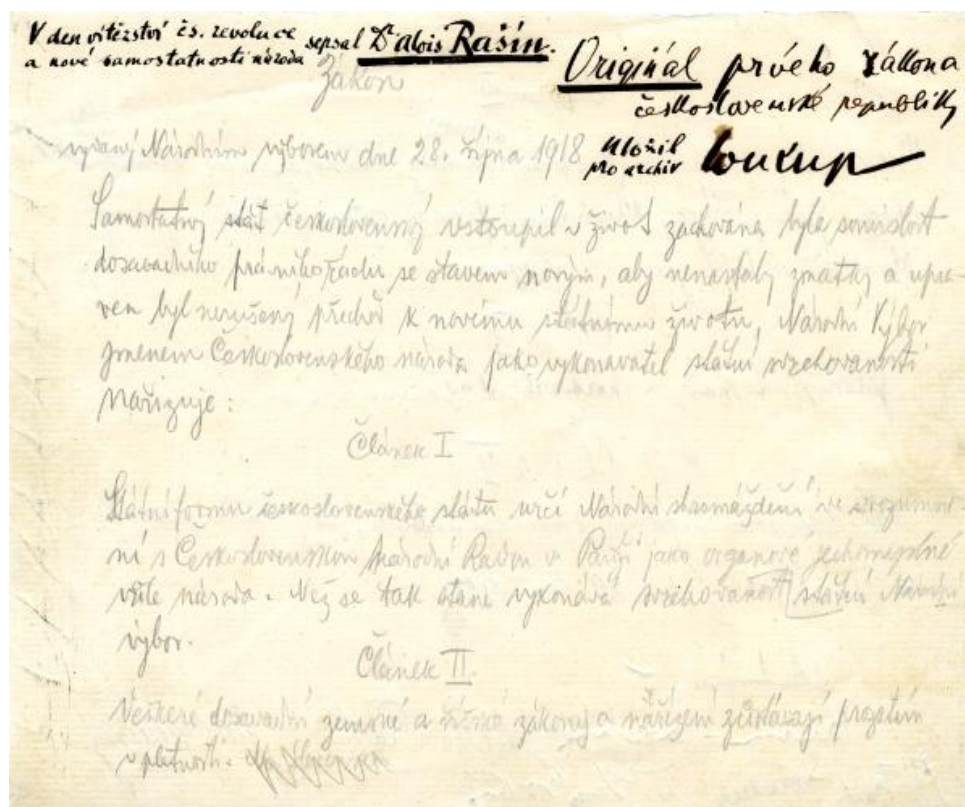 V den vítězství čs. revoluce
a nové samostatnosti národa
sepsal Dr Alois Rašín.
Originál prvého zákona
československé republiky
uložil
pro archiv Soukup
Zákon
vydaný Národním výborem dne 28. října 1918
Samostatný stát československý vstoupil v život zachována byla souvislost
dosavadního právního řádu se stavem novým, aby nenastaly zmatky a upra-
ven byl nerušený přechod k novému státnímu životu, Národní Výbor
jmenem Československého národa jako vykonavatel státní svrchovanosti
nařizuje:
Článek I
Státní formu československého státu určí Národní shromáždění ve srozumně-
ní s Československou Národní Radou v Paříži jako organové jednomyslné
vůle národa. Než se tak stane vykonává svrchovanost státní Národní
výbor.
Článek II.
Veškeré dosavadní zemské a říšské zákony a nařízení zůstávají prozatím
v platnosti.